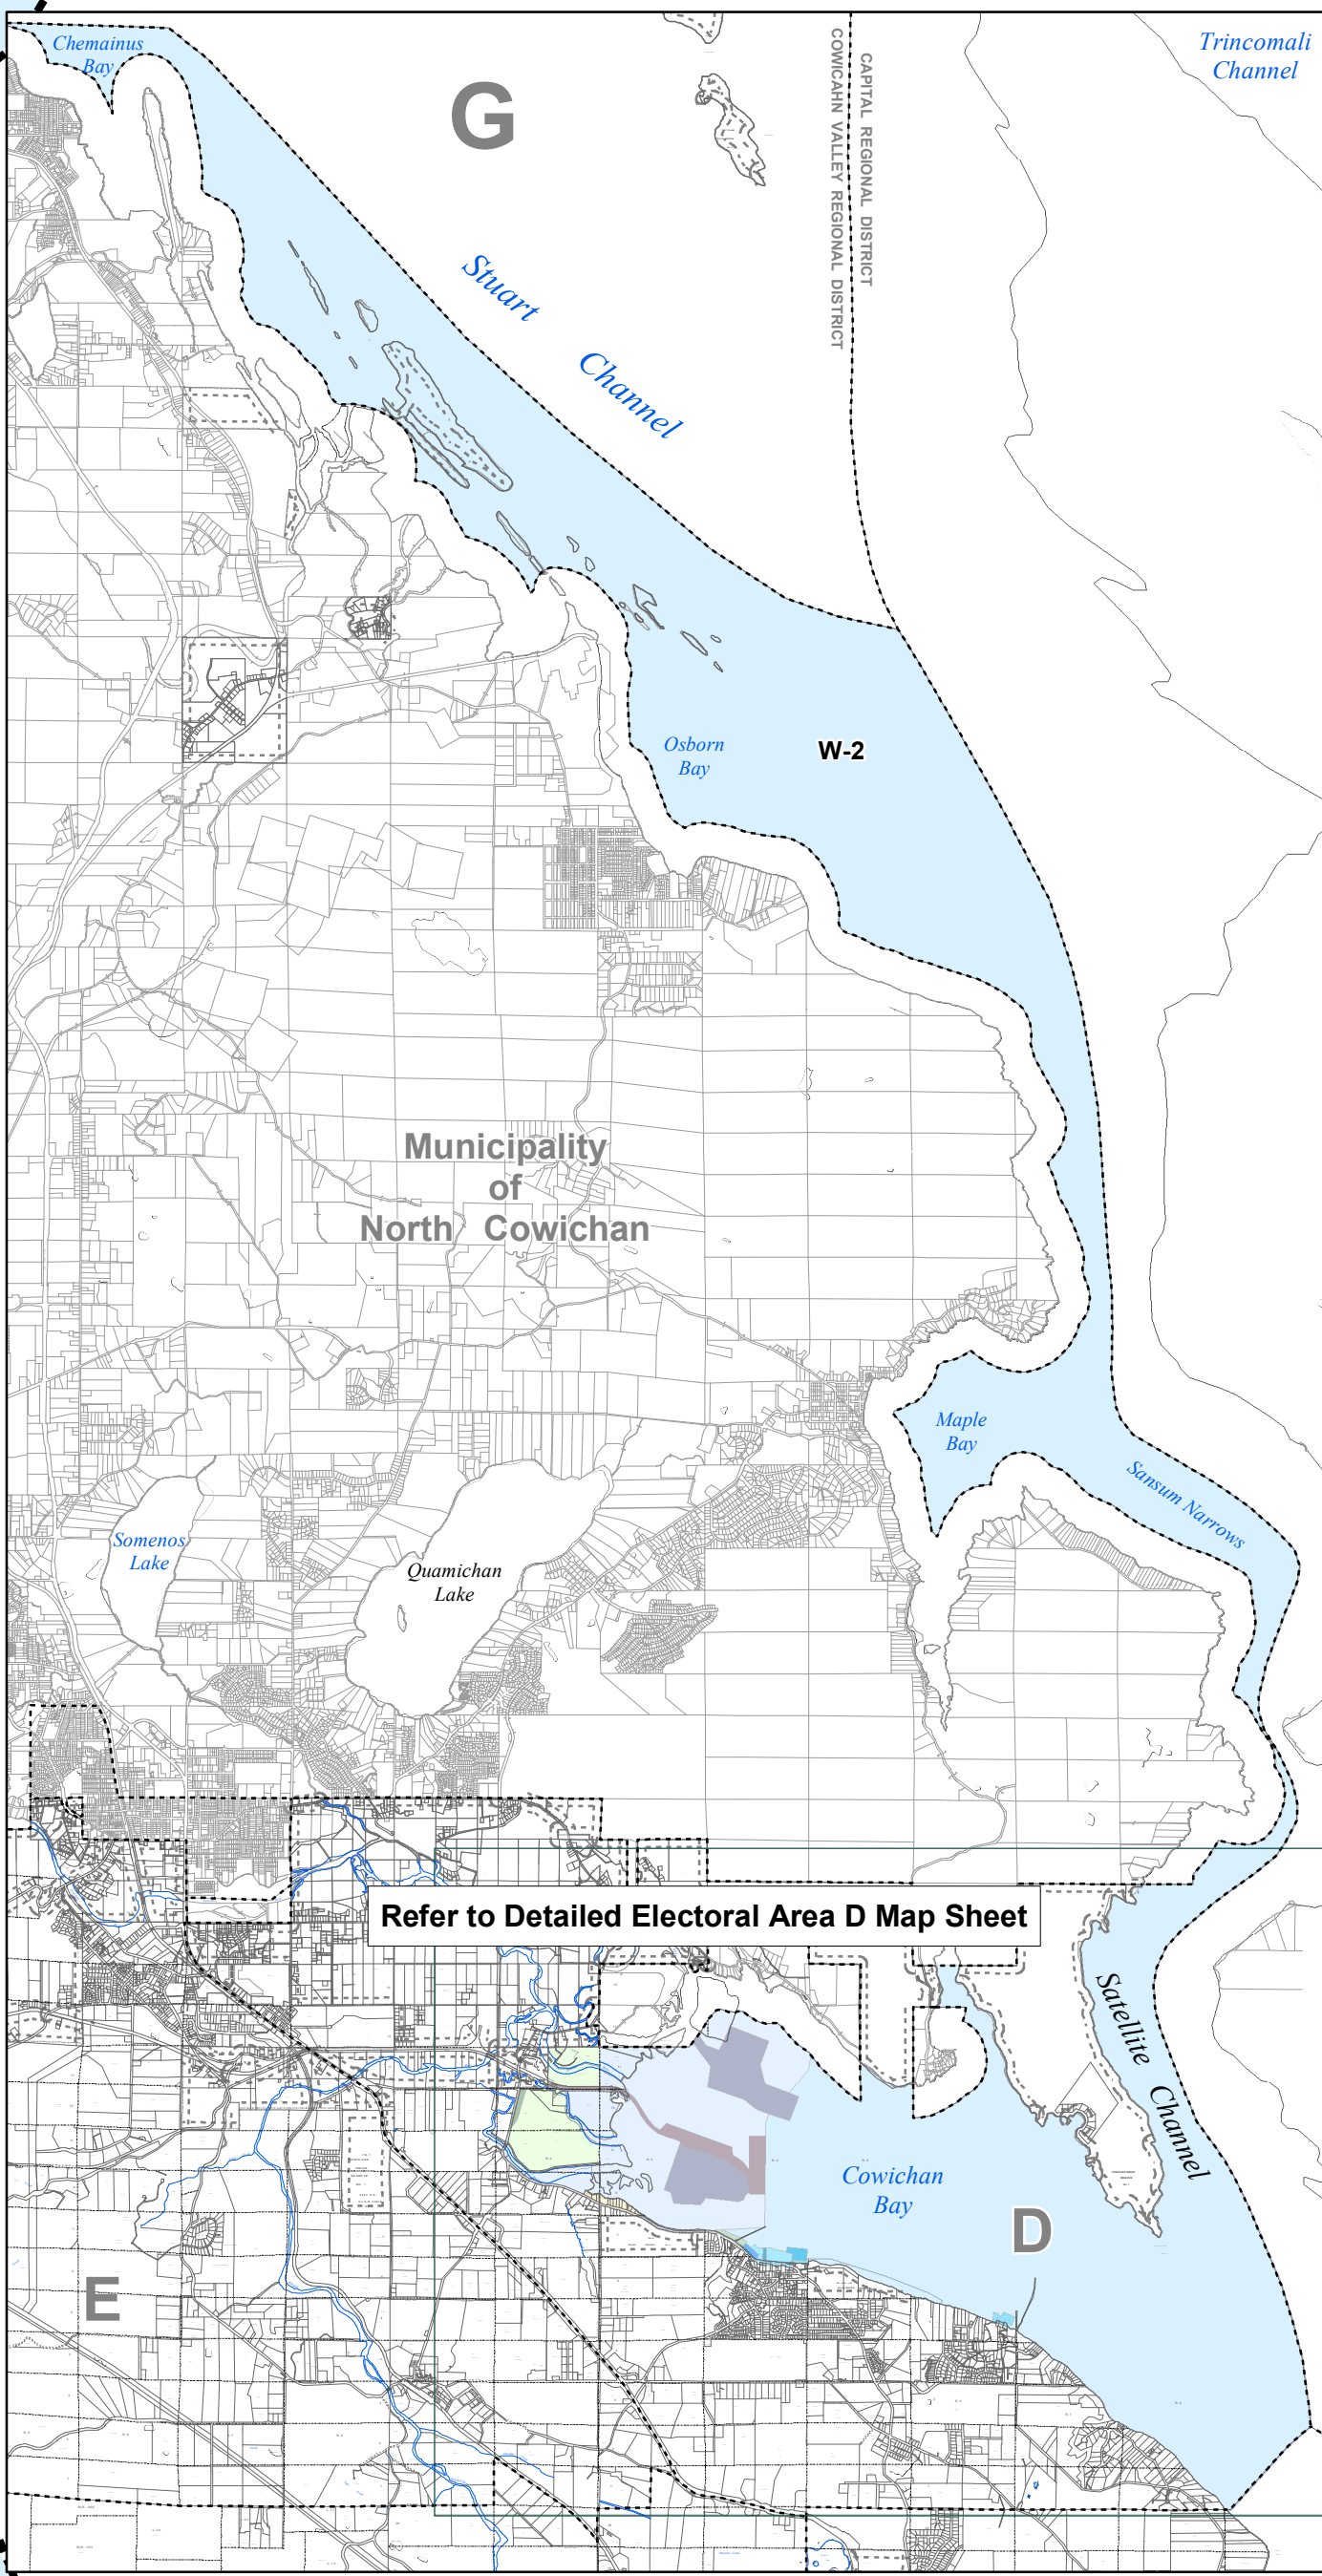 Chemainus
Bay
Trincomali
Channel
G
CAPITAL REGIONAL DISTRICT
COWICAHN VALLEY REGIONAL DISTRICT
Stuart
Channel
Osborn
Bay
W-2
Municipality
of
North Cowichan
Maple
Bay
Sansum Narrows
Somenos
Lake
Quamichan
Lake
Refer to Detailed Electoral Area D Map Sheet
Satellite Channel
Cowichan
Bay
D
E